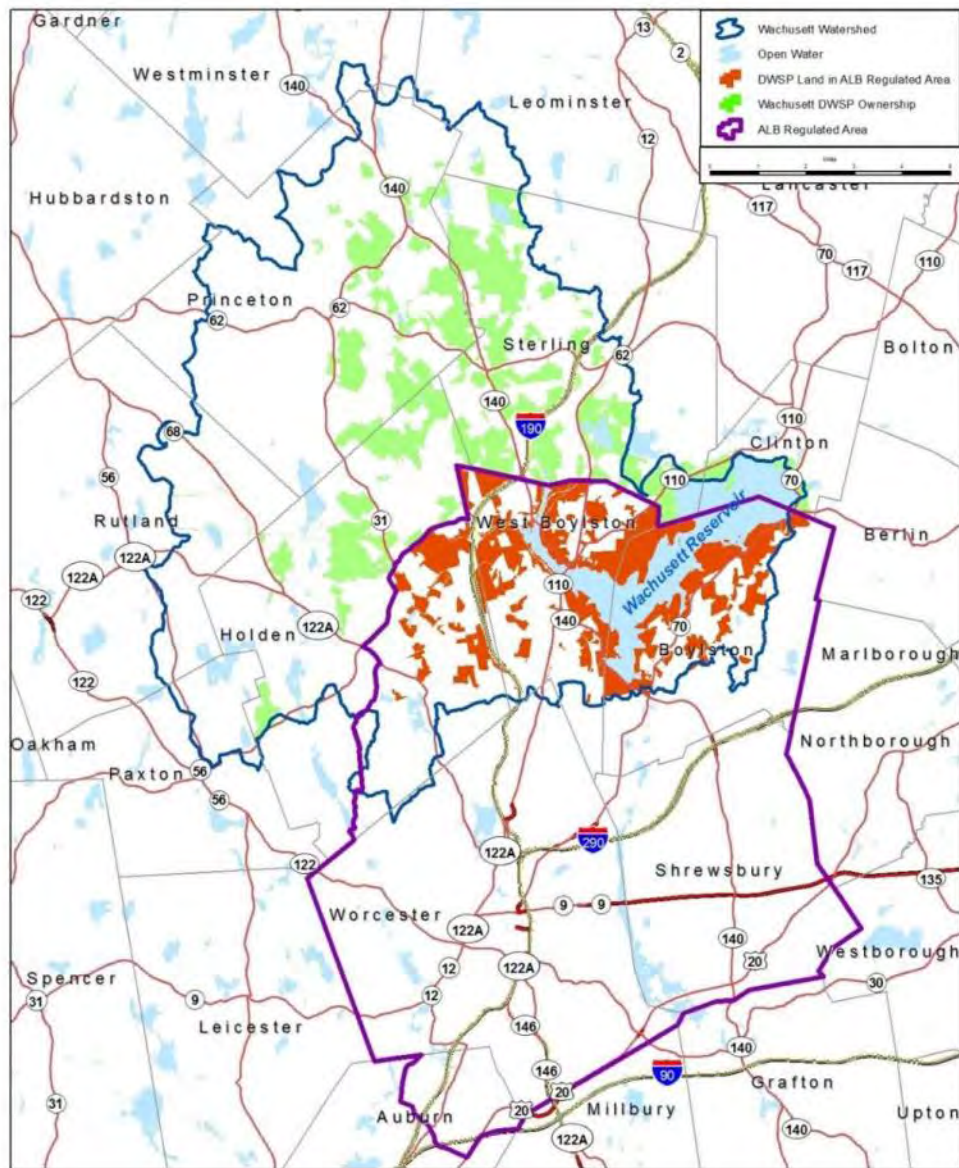 Gardner
13
2
Wachusett Watershed
Open Water
DWSP Land in ALB Regulated Area
Wachusett DWSP Ownership
ALB Regulated Area
Westminster
140
Leominster
12
Lancaster
Hubbardston
140
117
70
117
110
Princeton
62
62
Sterling
62
Bolton
140
190
110
Clinton
68
56
110
70
31
Rutland
West Boylston
Wachusett Reservoir
Berlin
122A
122A
122
110
Holden
122A
140
70
Boylston
Marlborough
122
Oakham
Northborough
Paxton
56
56
122A
290
122
Shrewsbury
135
Worcester
9
9
122A
140
Westborough
12
122A
20
Spencer
30
31
9
12
Leicester
146
140
146
90
Grafton
31
20
20
Auburn
Millbury
Upton
122A
140